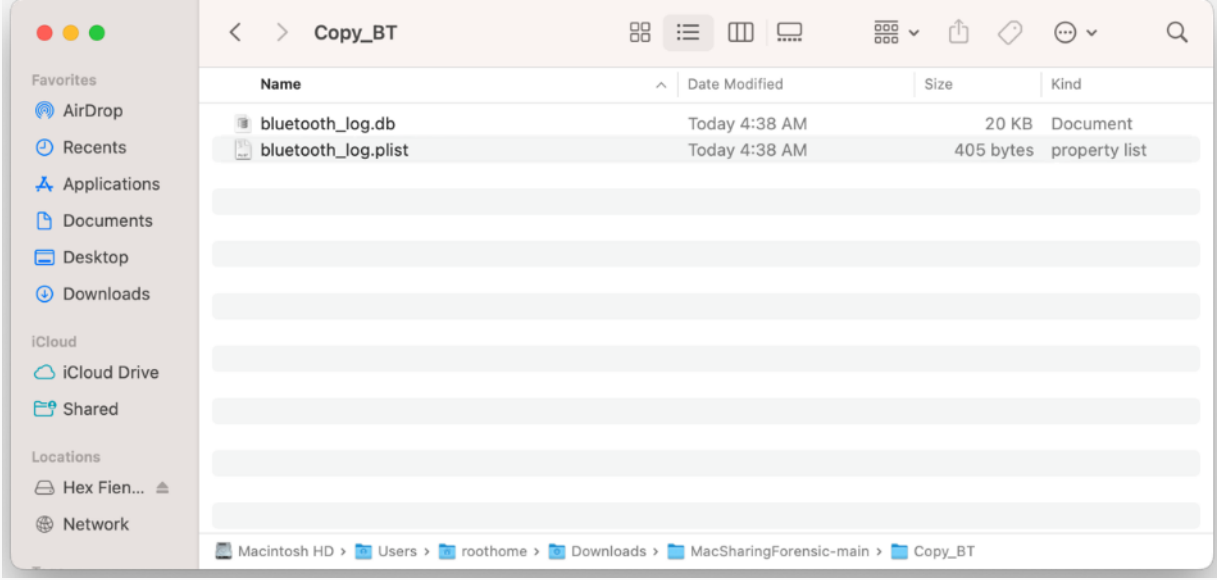 Copy_BT
Favorites
AirDrop
Recents
Applications
Documents
Desktop
Downloads
iCloud
iCloud Drive
Shared
Locations
Hex Fien...
Network
Name Date Modified Size Kind
bluetooth_log.db Today 4:38 AM 20 KB Document
bluetooth_log.plist Today 4:38 AM 405 bytes property list
Macintosh HD › Users › roothome › Downloads › MacSharingForensic-main › Copy_BT